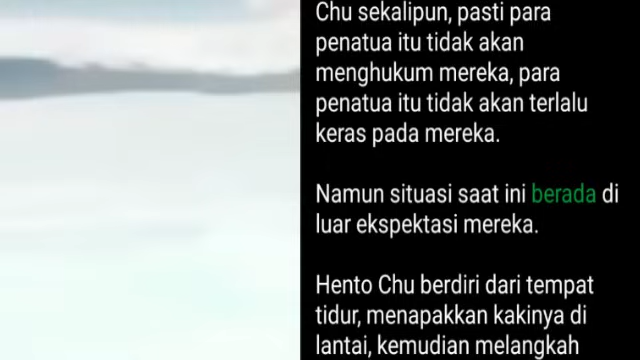 Chu sekalipun, pasti para
penatua itu tidak akan
menghukum mereka, para
penatua itu tidak akan terlalu
keras pada mereka.
Namun situasi saat ini berada di
luar ekspektasi mereka.
Hento Chu berdiri dari tempat
tidur, menapakkan kakinya di
lantai, kemudian melangkah